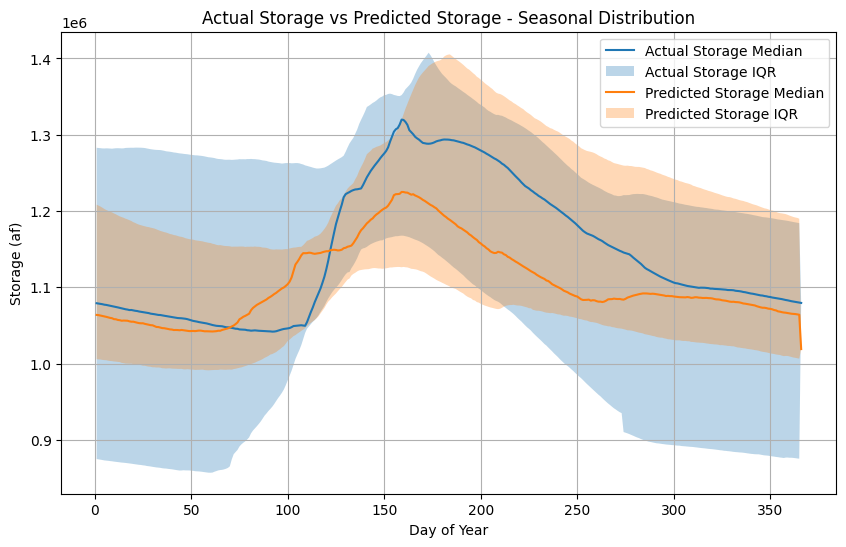 Actual Storage vs Predicted Storage - Seasonal Distribution
1e6
Actual Storage Median
Actual Storage IQR
Predicted Storage Median
Predicted Storage IQR
1.4
1.3
1.2
1.1
1.0
0.9
Storage (af)
0 50 100 150 200 250 300 350
Day of Year